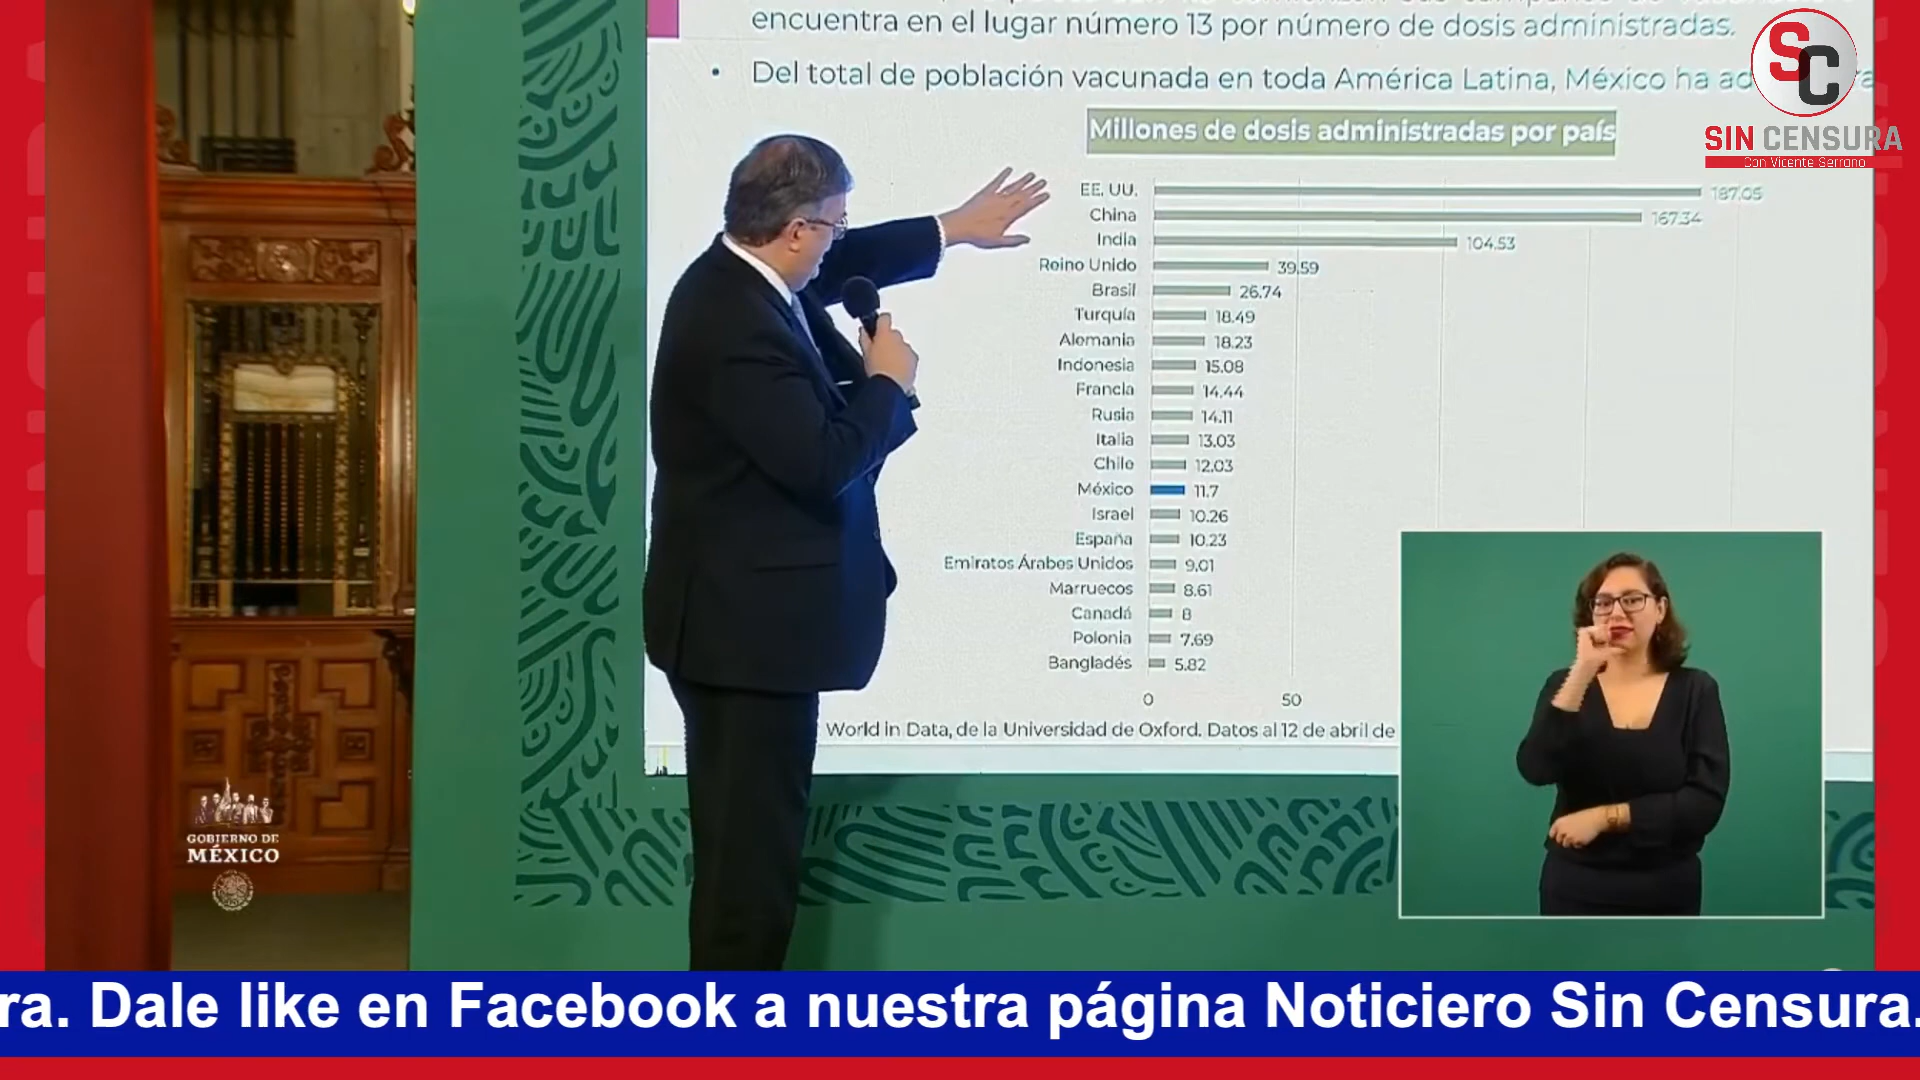 encuentra en el lugar número 13 por número de dosis administradas.
• Del total de población vacunada en toda América Latina, México ha ad
SC
SIN CENSURA
Con Vicente Serrano
Millones de dosis administradas por país
EE. UU. 187.05
China 167.34
India 104.53
Reino Unido 39.59
Brasil 26.74
Turquía 18.49
Alemania 18.23
Indonesia 15.08
Francia 14.44
Rusia 14.11
Italia 13.03
Chile 12.03
México 11.7
Israel 10.26
España 10.23
Emiratos Árabes Unidos 9.01
Marruecos 8.61
Canadá 8
Polonia 7.69
Bangladés 5.82
0 50
World in Data, de la Universidad de Oxford. Datos al 12 de abril de
GOBIERNO DE
MÉXICO
ra. Dale like en Facebook a nuestra página Noticiero Sin Censura.